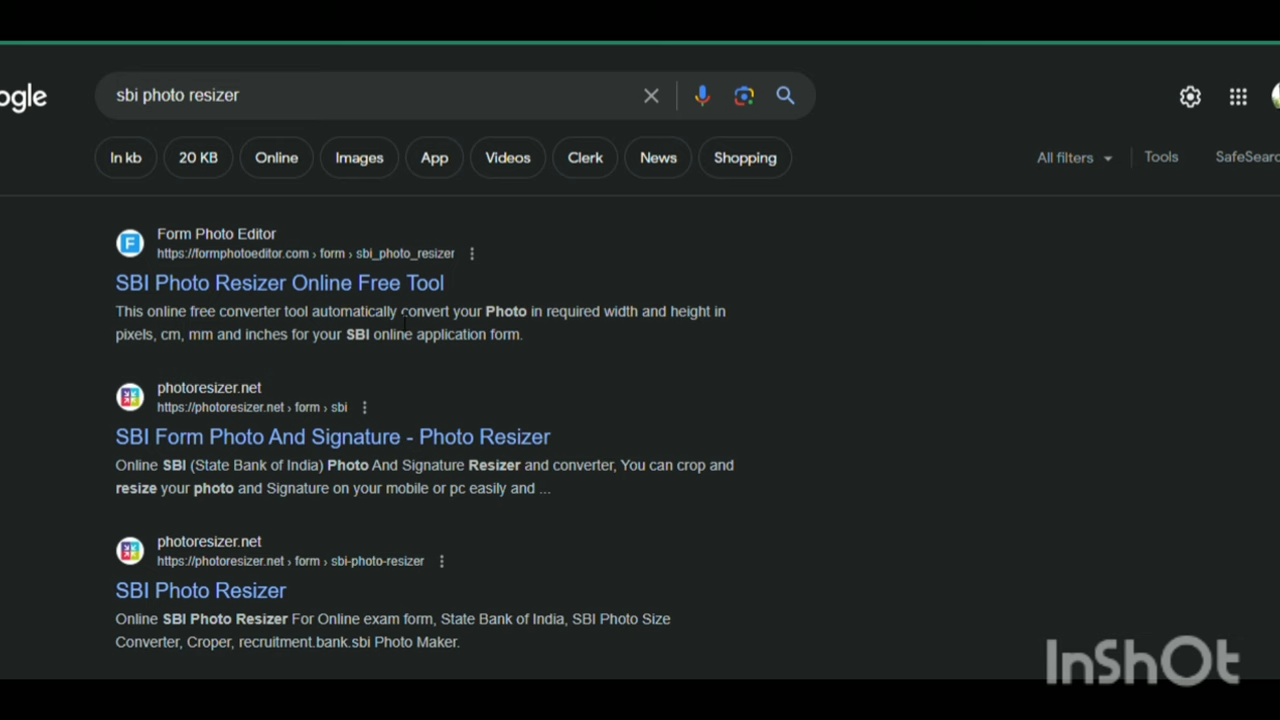 ogle
sbi photo resizer
In kb 20 KB Online Images App Videos Clerk News Shopping All filters Tools SafeSearc
F Form Photo Editor
https://formphotoeditor.com › form › sbi_photo_resizer
SBI Photo Resizer Online Free Tool
This online free converter tool automatically convert your Photo in required width and height in
pixels, cm, mm and inches for your SBI online application form.
photoresizer.net
https://photoresizer.net › form › sbi
SBI Form Photo And Signature - Photo Resizer
Online SBI (State Bank of India) Photo And Signature Resizer and converter, You can crop and
resize your photo and Signature on your mobile or pc easily and ...
photoresizer.net
https://photoresizer.net › form › sbi-photo-resizer
SBI Photo Resizer
Online SBI Photo Resizer For Online exam form, State Bank of India, SBI Photo Size
Converter, Croper, recruitment.bank.sbi Photo Maker.
InShOt